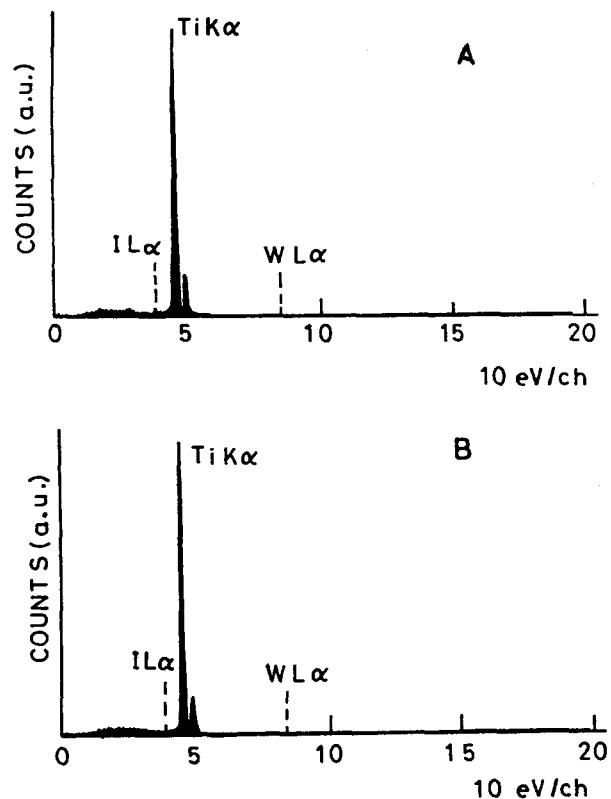 TiKα
A
COUNTS (a.u.)
ILα
WLα
0 5 10 15 20
10 eV/ch
TiKα
B
COUNTS (a.u.)
ILα
WLα
0 5 10 15 20
10 eV/ch